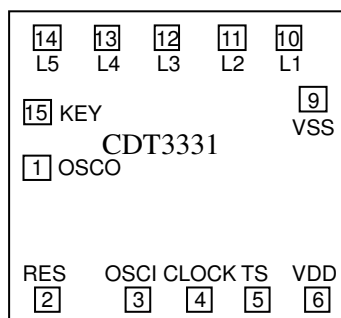 14 13 12 11 10
L5 L4 L3 L2 L1
9
VSS
15 KEY
CDT3331
1 OSCO
RES OSCI CLOCK TS VDD
2 3 4 5 6